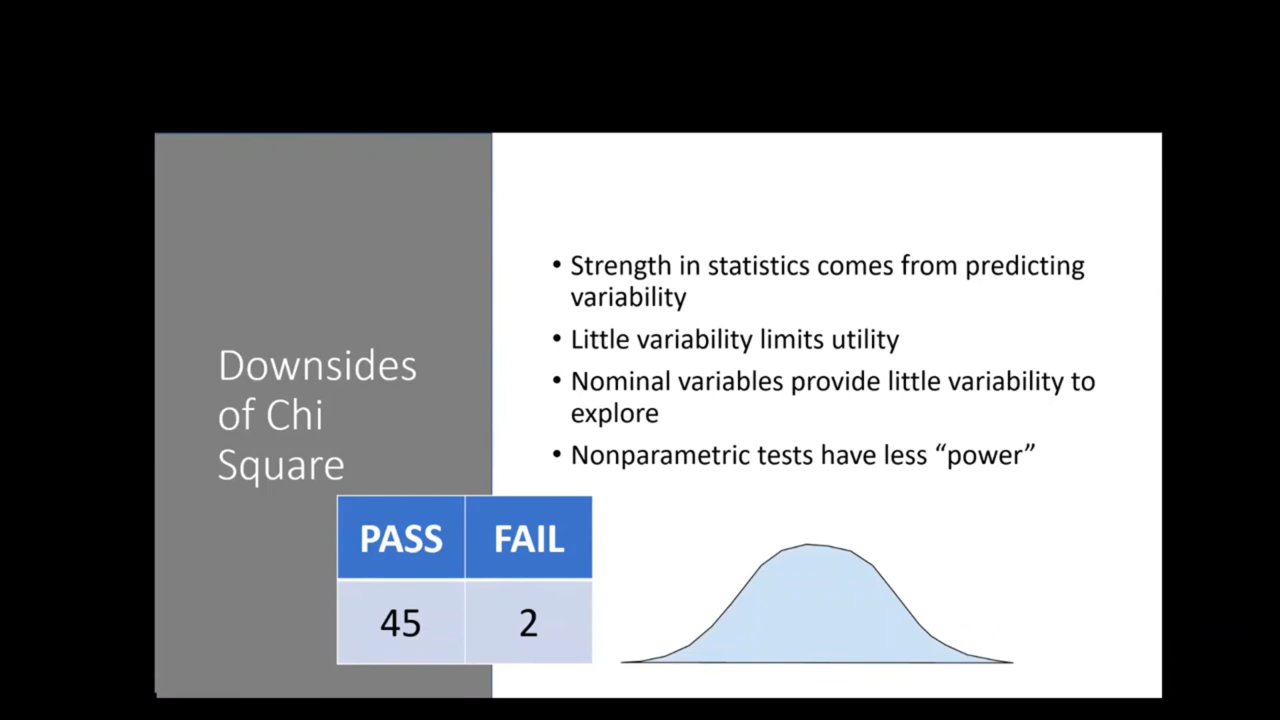 Downsides
of Chi
Square
• Strength in statistics comes from predicting
variability
• Little variability limits utility
• Nominal variables provide little variability to
explore
• Nonparametric tests have less “power”
PASS FAIL
45 2